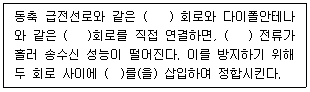 동축 급전선로와 같은 (   ) 회로와 다이폴안테나
와 같은 (   )회로를 직접 연결하면, (   ) 전류가
흘러 송수신 성능이 떨어진다. 이를 방지하기 위해
두 회로 사이에 (   )를(을) 삽입하여 정합시킨다.